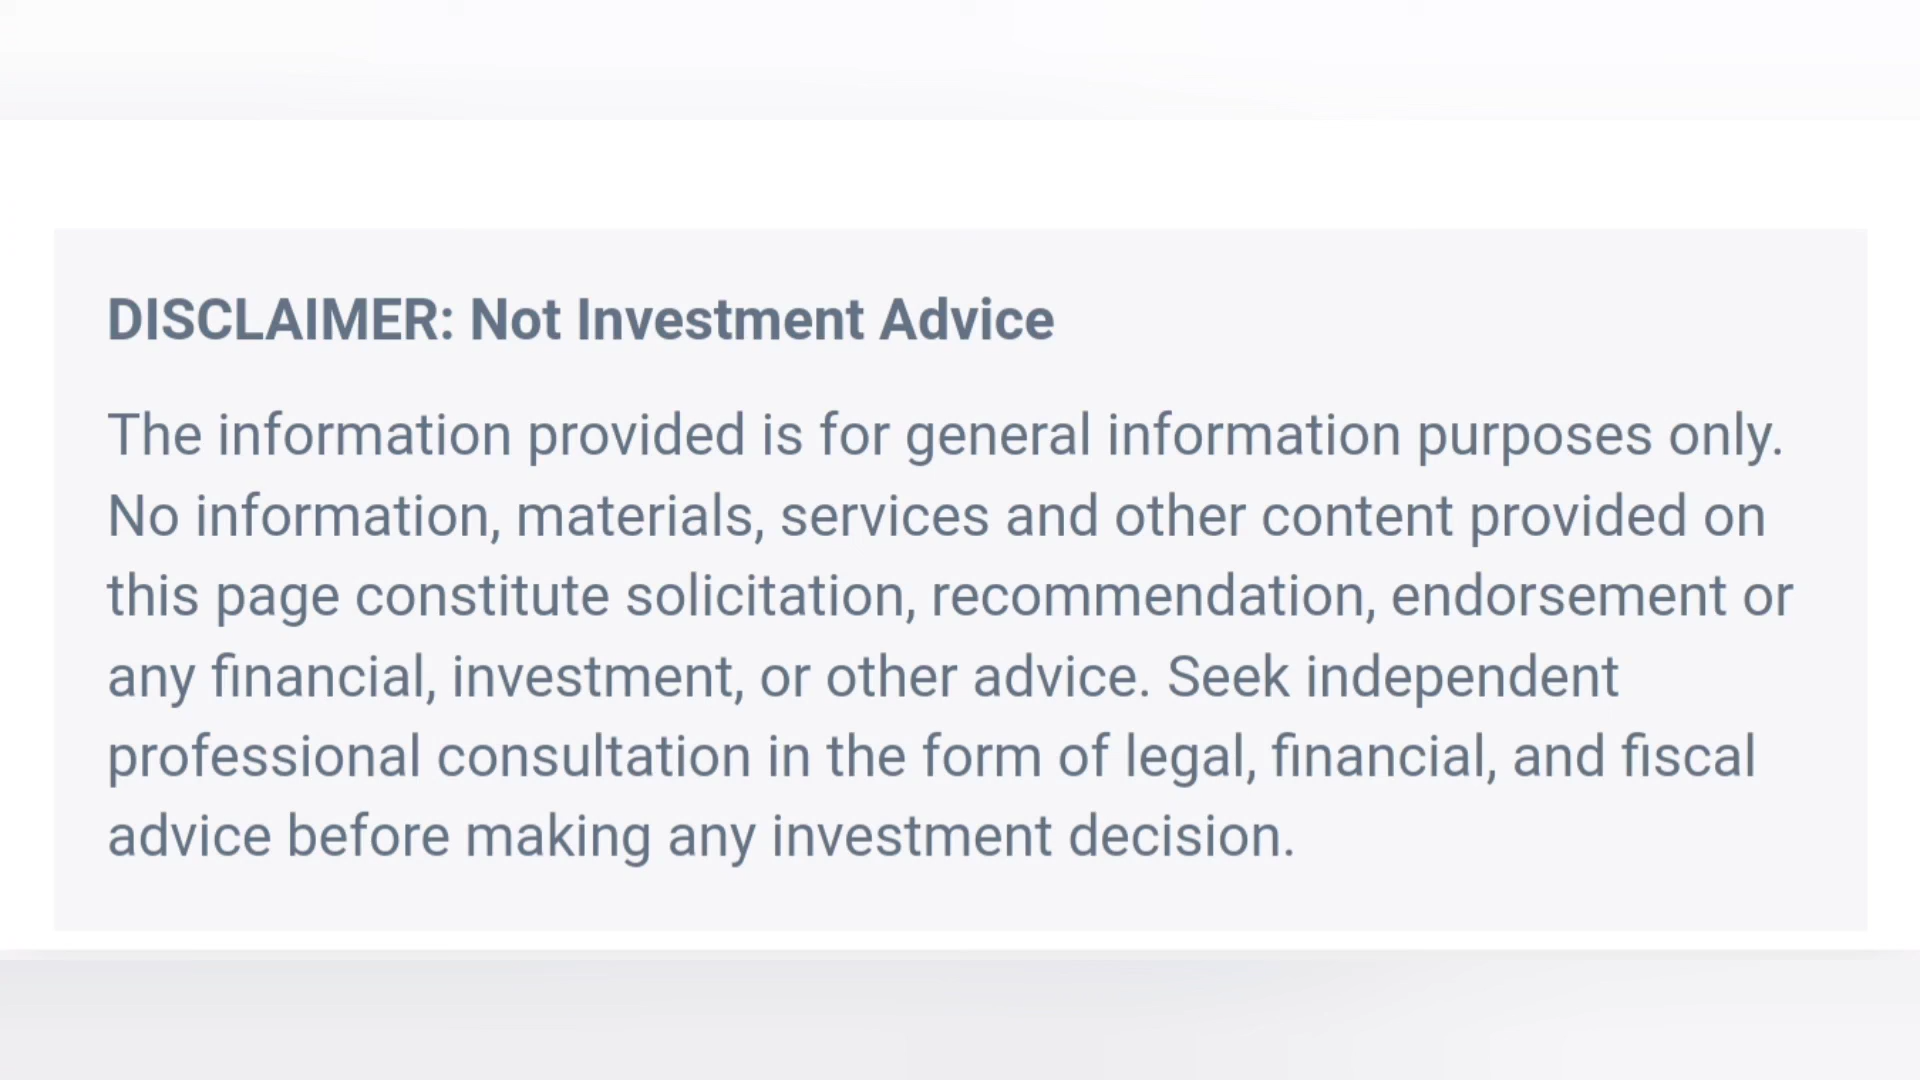 DISCLAIMER: Not Investment Advice
The information provided is for general information purposes only.
No information, materials, services and other content provided on
this page constitute solicitation, recommendation, endorsement or
any financial, investment, or other advice. Seek independent
professional consultation in the form of legal, financial, and fiscal
advice before making any investment decision.